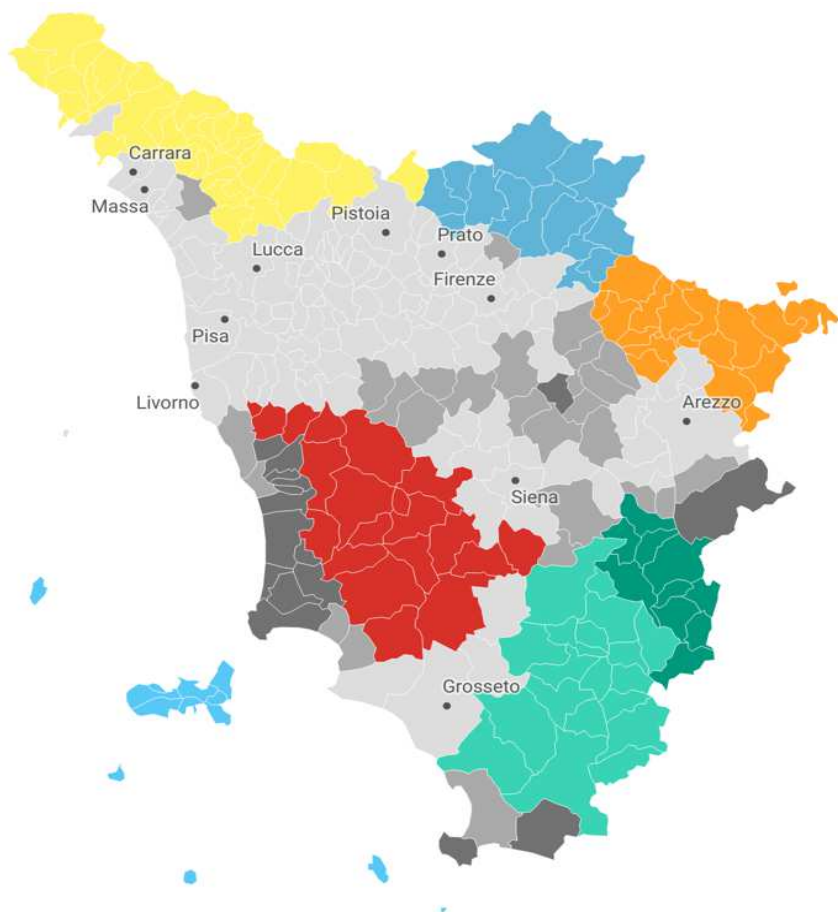 Carrara
Massa
Pistoia
Prato
Lucca
Firenze
Pisa
Livorno
Arezzo
Siena
Grosseto